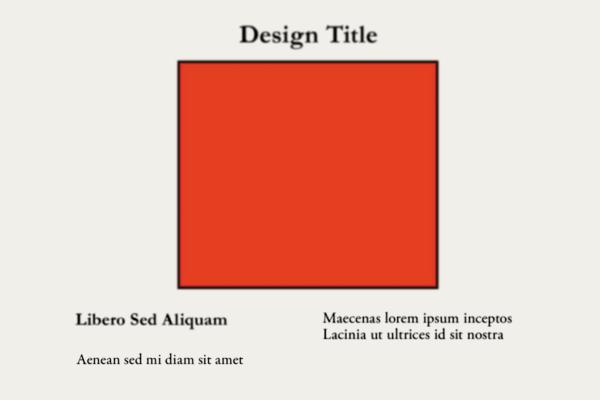 Design Title
Libero Sed Aliquam
Aenean sed mi diam sit amet
Maecenas lorem ipsum inceptos
Lacinia ut ultrices id sit nostra